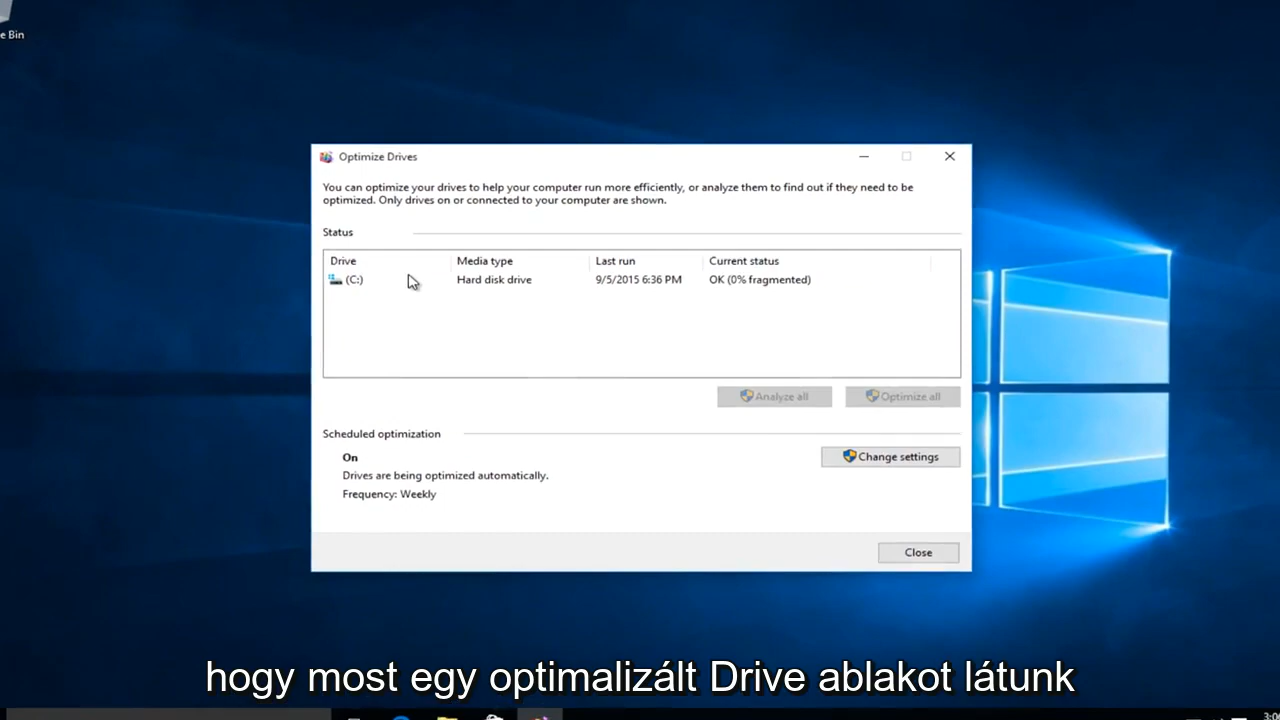 e Bin
Optimize Drives
You can optimize your drives to help your computer run more efficiently, or analyze them to find out if they need to be
optimized. Only drives on or connected to your computer are shown.
Status
Drive Media type Last run Current status
(C:) Hard disk drive 9/5/2015 6:36 PM OK (0% fragmented)
Analyze all Optimize all
Scheduled optimization
On
Change settings
Drives are being optimized automatically.
Frequency: Weekly
Close
hogy most egy optimalizált Drive ablakot látunk